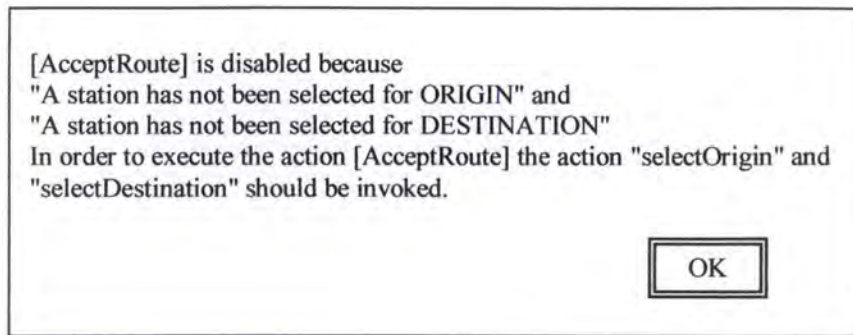 [AcceptRoute] is disabled because
"A station has not been selected for ORIGIN" and
"A station has not been selected for DESTINATION"
In order to execute the action [AcceptRoute] the action "selectOrigin" and
"selectDestination" should be invoked.
OK